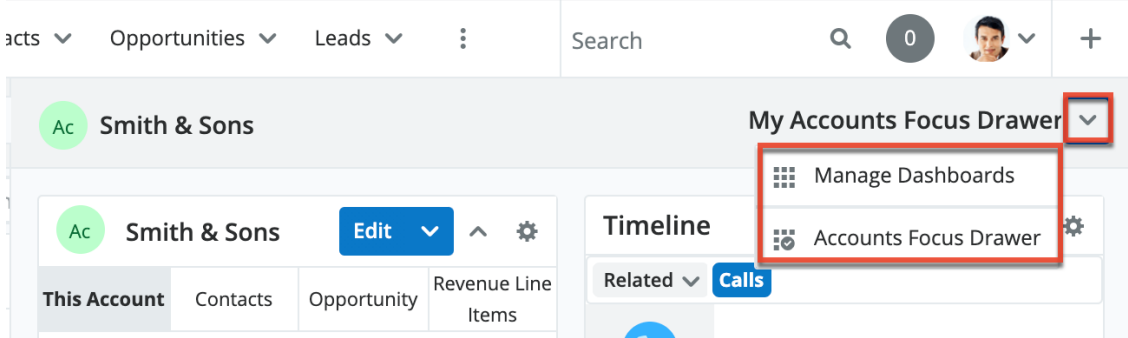 acts Opportunities Leads Search 0
Ac Smith & Sons My Accounts Focus Drawer
Manage Dashboards
Accounts Focus Drawer
Ac Smith & Sons Edit
Timeline
This Account Contacts Opportunity Revenue Line Items
Related Calls